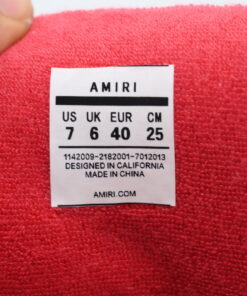 AMIRI
US UK EUR CM
7 6 40 25
1142009-2182001-7012013
DESIGNED IN CALIFORNIA
MADE IN CHINA
AMIRI.COM